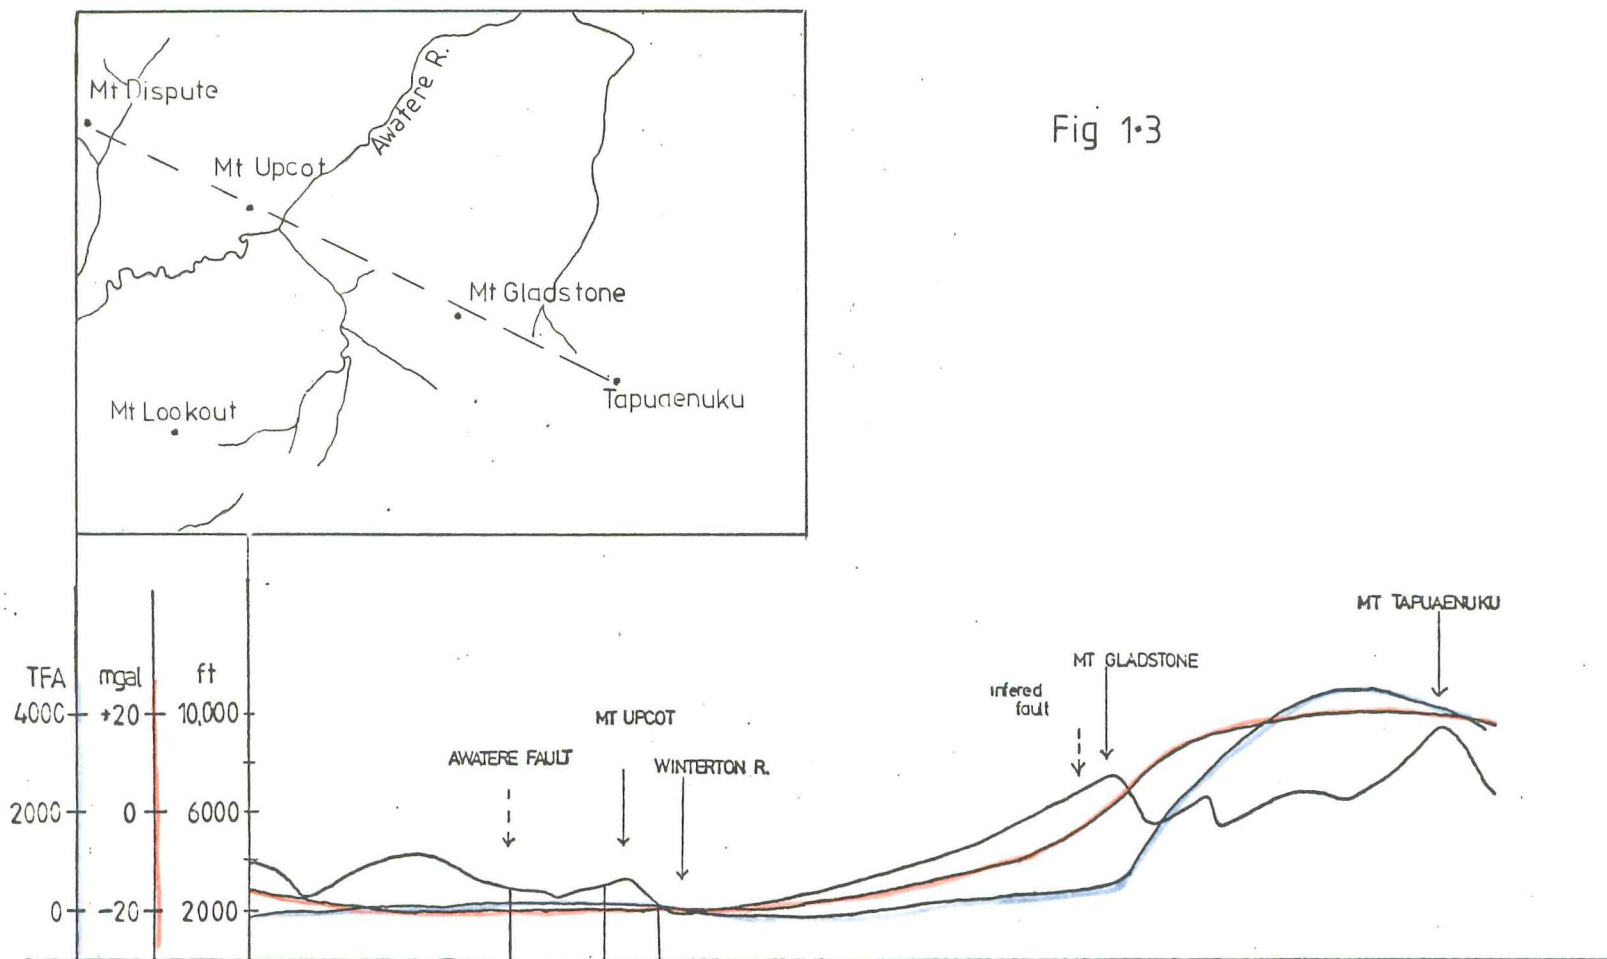 Mt Dispute
Awatere R.
Fig 1·3
Mt Upcot
Mt Gladstone
Tapuaenuku
Mt Lookout
MT TAPUAENUKU
MT GLADSTONE
infered
fault
TFA mgal ft
4000 +20 10,000
MT UPCOT
AWATERE FAULT
WINTERTON R.
2000 0 6000
0 -20 2000